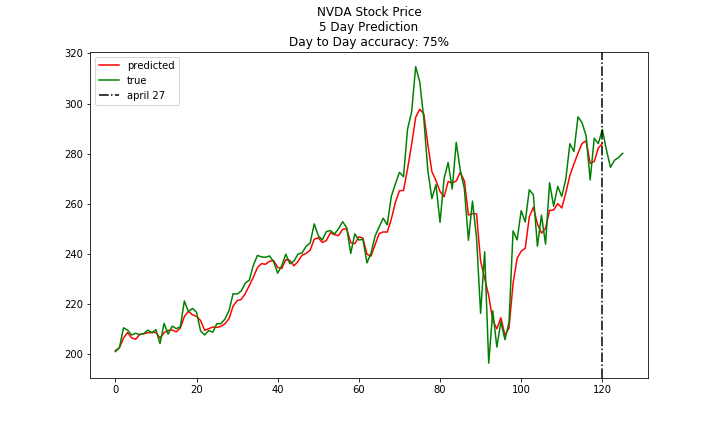 NVDA Stock Price
5 Day Prediction
Day to Day accuracy: 75%
predicted
true
april 27
320
300
280
260
240
220
200
0 20 40 60 80 100 120